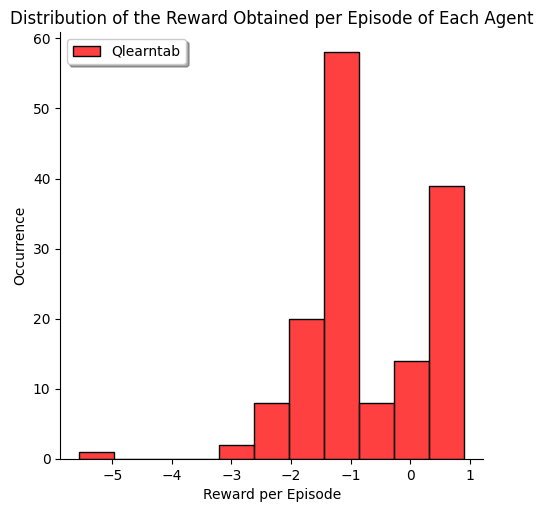 Distribution of the Reward Obtained per Episode of Each Agent
Qlearntab
60
50
40
30
20
10
0
Occurrence
−5 −4 −3 −2 −1 0 1
Reward per Episode